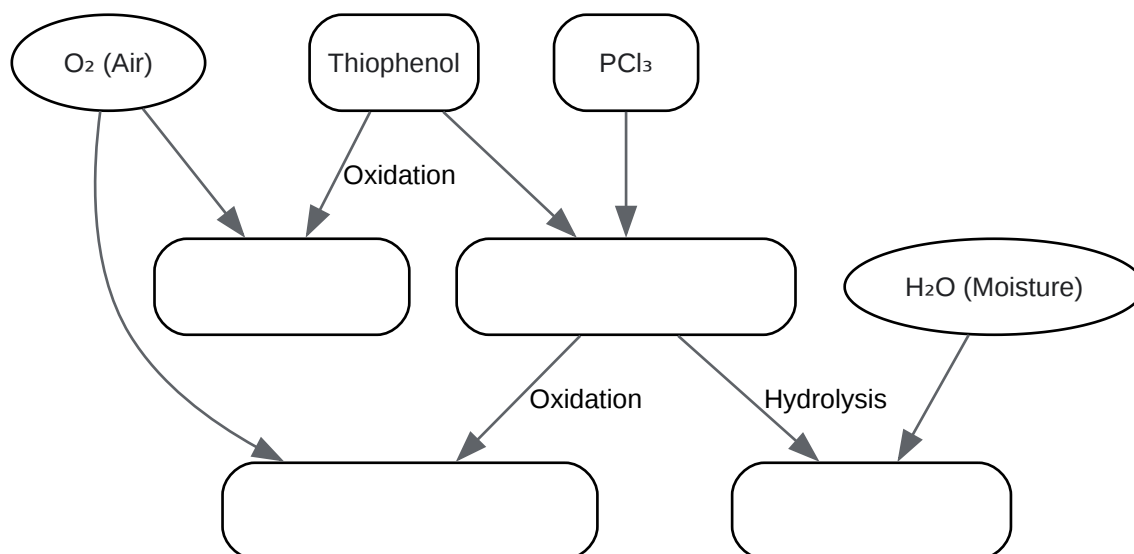 O₂ (Air)
Thiophenol
PCl₃
Oxidation
H₂O (Moisture)
Oxidation
Hydrolysis